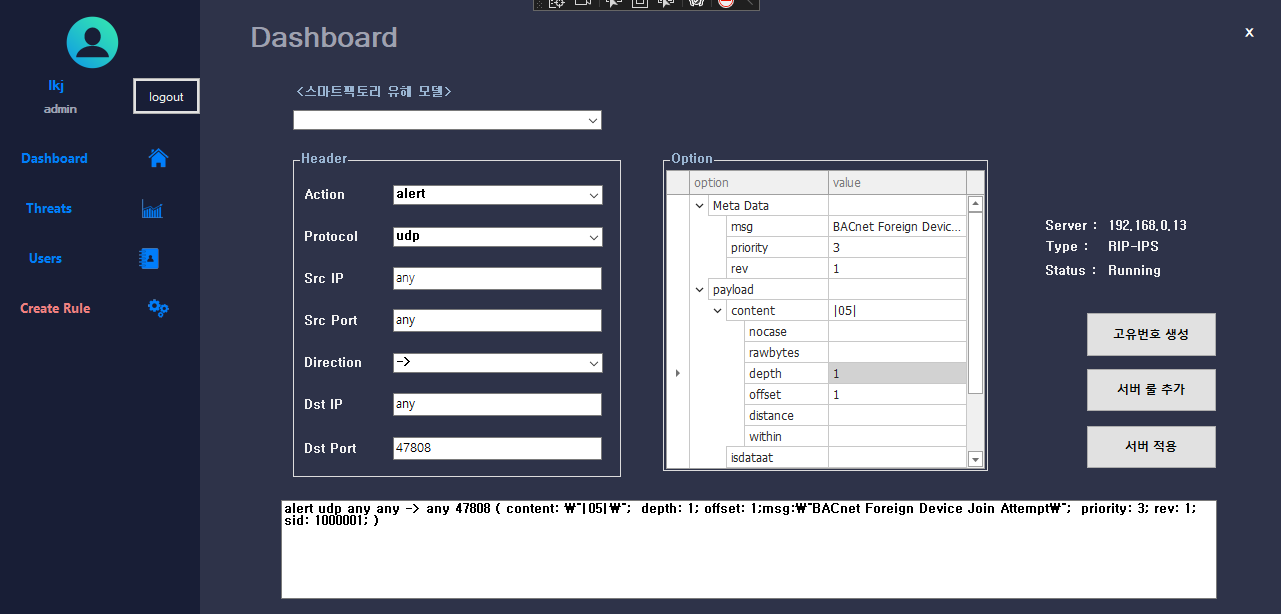 Dashboard
x
lkj
admin
logout
Dashboard
Threats
Users
Create Rule
<스마트팩토리 유해 모델>
Header
Action
alert
Protocol
udp
Src IP
any
Src Port
any
Direction
->
Dst IP
any
Dst Port
47808
Option
option value
Meta Data
msg BACnet Foreign Devic...
priority 3
rev 1
payload
content |05|
nocase
rawbytes
depth 1
offset 1
distance
within
isdataat
Server : 192.168.0.13
Type : RIP-IPS
Status : Running
고유번호 생성
서버 룰 추가
서버 적용
alert udp any any -> any 47808 ( content: ₩"|05|₩";  depth: 1; offset: 1;msg:₩"BACnet Foreign Device Join Attempt₩";  priority: 3; rev: 1;
sid: 1000001; )